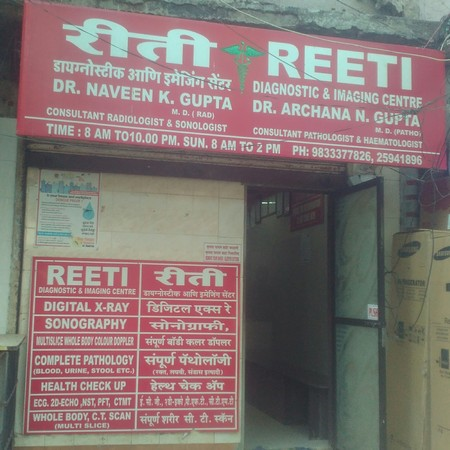 रीती
REETI
डायग्नोस्टीक आणि इमेजिंग सेंटर
DIAGNOSTIC & IMAGING CENTRE
DR. NAVEEN K. GUPTA
M. D. ( RAD)
CONSULTANT RADIOLOGIST & SONOLOGIST
DR. ARCHANA N. GUPTA
M. D. (PATHO)
CONSULTANT PATHOLOGIST & HAEMATOLOGIST
TIME : 8 AM TO10.00 PM. SUN. 8 AM TO 2 PM PH: 9833377826, 25941896
REETI
DIAGNOSTIC & IMAGING CENTRE
रीती
डायग्नोस्टीक आणि इमेजिंग सेंटर
DIGITAL X-RAY
डिजिटल एक्स रे
SONOGRAPHY
सोनोग्राफी,
MULTISLICE WHOLE BODY COLOUR DOPPLER
संपूर्ण बॉडी कलर डॉपलर
COMPLETE PATHOLOGY
(BLOOD, URINE, STOOL ETC.)
संपूर्ण पॅथॉलॉजी
(रक्त, लघवी, संडास इत्यादी)
HEALTH CHECK UP
हेल्थ चेक अॅप
ECG. 2D-ECHO ,NST, PFT, CTMT
WHOLE BODY, C.T. SCAN
(MULTI SLICE)
संपूर्ण शरीर सी. टी. स्कॅन